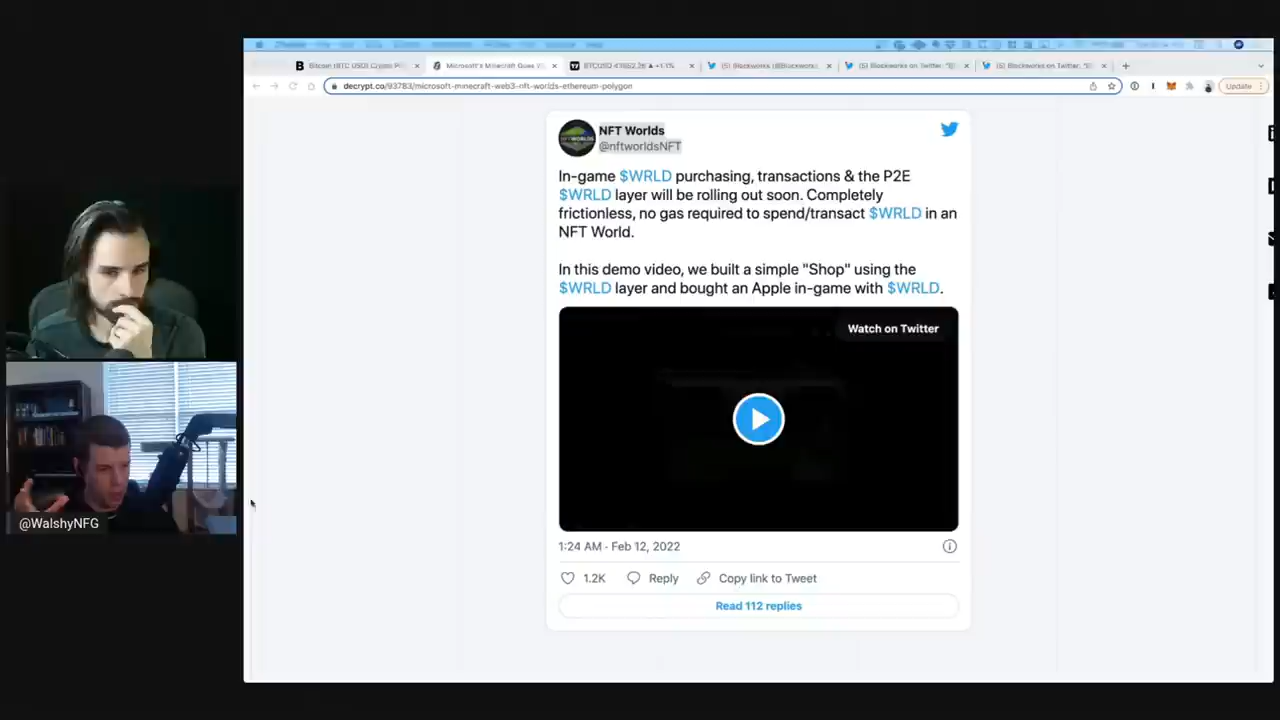 Bitcoin (BTC USD) Crypto P
Microsoft's Minecraft Goes W
(5) Blockworks (@Blockworks
(5) Blockworks on Twitter: "
(5) Blockworks on Twitter: "
decrypt.co/93783/microsoft-minecraft-web3-nft-worlds-ethereum-polygon
Update
NFT Worlds
@nftworldsNFT
In-game $WRLD purchasing, transactions & the P2E
$WRLD layer will be rolling out soon. Completely
frictionless, no gas required to spend/transact $WRLD in an
NFT World.
In this demo video, we built a simple "Shop" using the
$WRLD layer and bought an Apple in-game with $WRLD.
Watch on Twitter
1:24 AM · Feb 12, 2022
1.2K
Reply
Copy link to Tweet
Read 112 replies
@WalshyNFG